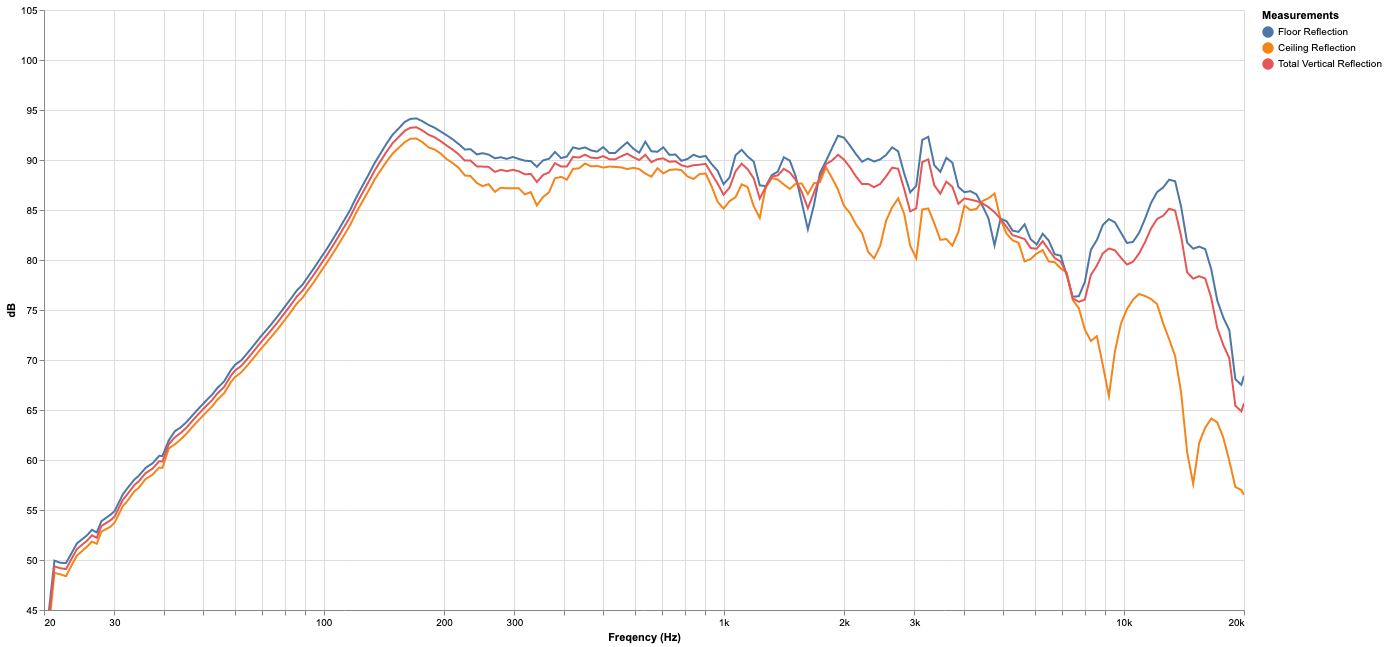 Measurements
Floor Reflection
Ceiling Reflection
Total Vertical Reflection
105
100
95
90
85
80
75
70
65
60
55
50
45
dB
20 30 100 200 300 1k 2k 3k 10k 20k
Freqency (Hz)